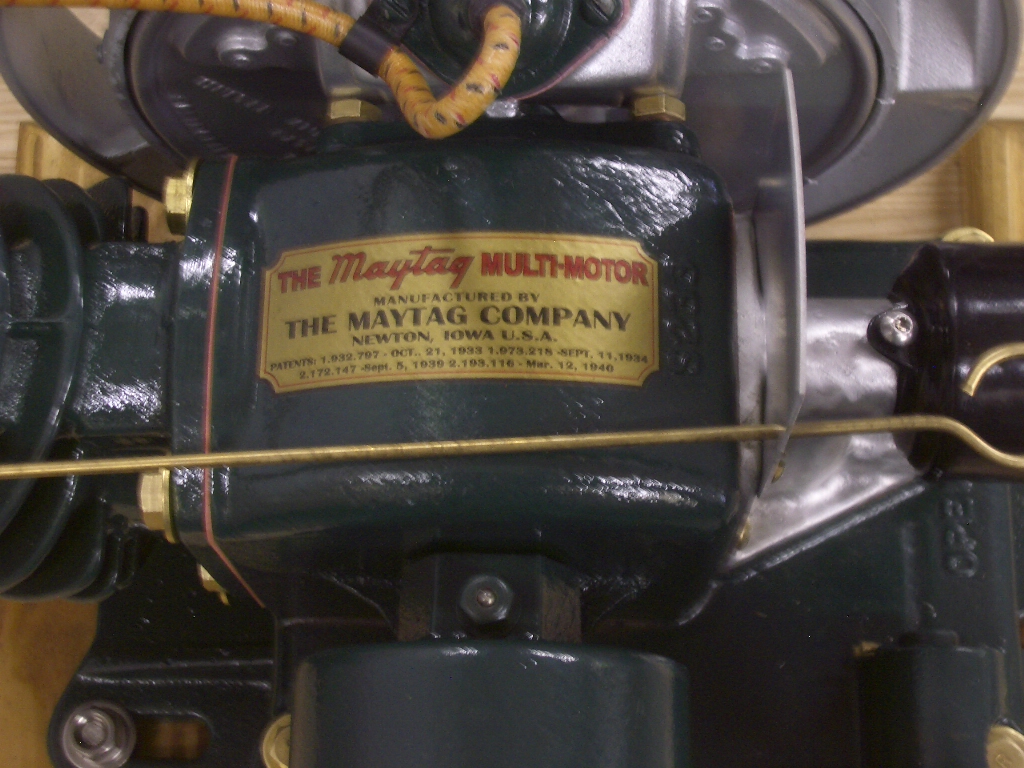 THE Maytag MULTI-MOTOR
MANUFACTURED BY
THE MAYTAG COMPANY
NEWTON, IOWA U.S.A.
PATENTS: 1.932.797 - OCT.. 21, 1933 1.973.218 -SEPT. 11,1934
2.172.147 -Sept. 5, 1939 2.193.116 - Mar. 12, 1940